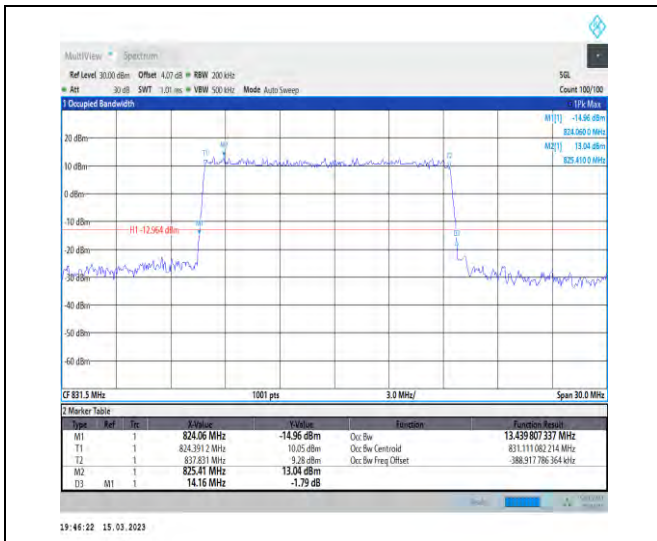 MultiView Spectrum
Ref Level 30.00 dBm Offset 4.07 dB RBW 200 kHz SGL
Att 30 dB SWT 1.01 ms VBW 500 kHz Mode Auto Sweep Count 100/100
1 Occupied Bandwidth 1Pk Max
M1[1] -14.96 dBm
824.060 0 MHz
20 dBm
M2[1] 13.04 dBm
825.410 0 MHz
T1 M2 T2
10 dBm
0 dBm
-10 dBm
M1
H1 -12.964 dBm
D3
-20 dBm
-30 dBm
-40 dBm
-50 dBm
-60 dBm
CF 831.5 MHz 1001 pts 3.0 MHz/ Span 30.0 MHz
2 Marker Table
Type Ref Trc X-Value Y-Value Function Function Result
M1 1 824.06 MHz -14.96 dBm Occ Bw 13.439 807 337 MHz
T1 1 824.391 2 MHz 10.05 dBm Occ Bw Centroid 831.111 082 214 MHz
T2 1 837.831 MHz 9.28 dBm Occ Bw Freq Offset -388.917 786 364 kHz
M2 1 825.41 MHz 13.04 dBm
D3 M1 1 14.16 MHz -1.79 dB
19:46:22 15.03.2023